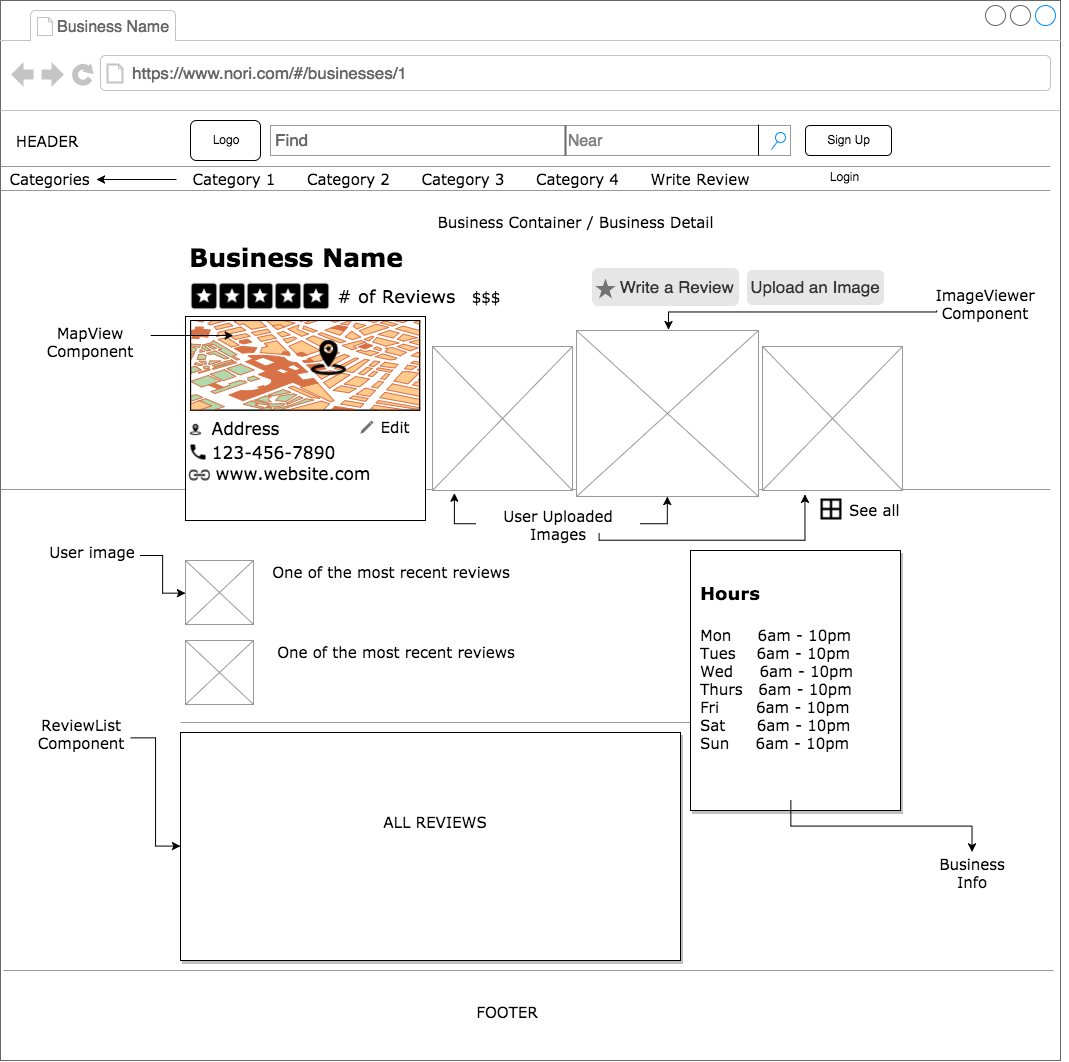 Business Name
https://www.nori.com/#/businesses/1
HEADER
Logo
Find
Near
Sign Up
Categories
Category 1
Category 2
Category 3
Category 4
Write Review
Login
Business Container / Business Detail
Business Name
# of Reviews $$$
Write a Review
Upload an Image
ImageViewer
Component
MapView
Component
Address
Edit
123-456-7890
www.website.com
User Uploaded
Images
See all
User image
One of the most recent reviews
One of the most recent reviews
Hours
Mon 6am - 10pm
Tues 6am - 10pm
Wed 6am - 10pm
Thurs 6am - 10pm
Fri 6am - 10pm
Sat 6am - 10pm
Sun 6am - 10pm
ReviewList
Component
ALL REVIEWS
Business
Info
FOOTER